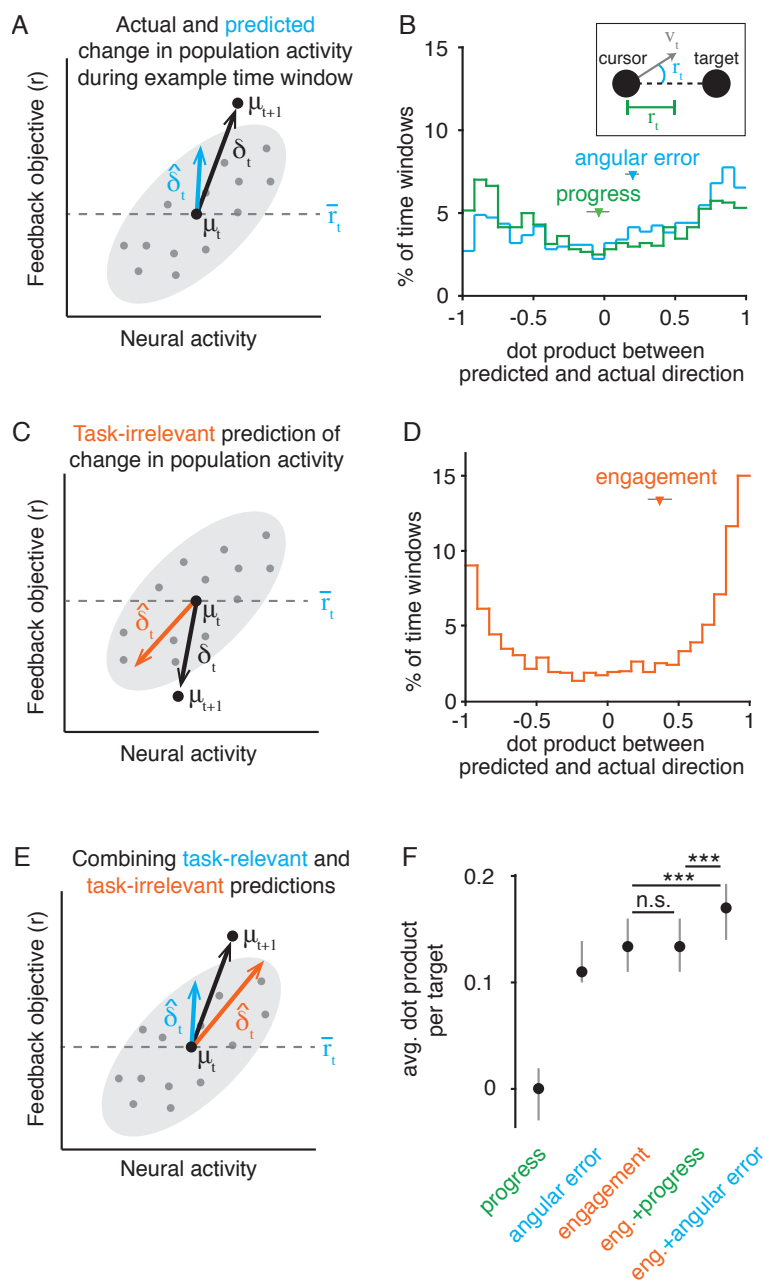 A
Actual and predicted
change in population activity
during example time window
Feedback objective (r)
μt+1
δt
δ̂t
μt
r̄t
Neural activity
B
% of time windows
15
10
5
0
cursor
vt
target
rt
rt
angular error
progress
-1
-0.5
0
0.5
1
dot product between
predicted and actual direction
C
Task-irrelevant prediction of
change in population activity
Feedback objective (r)
r̄t
μt
δ̂t
δt
μt+1
Neural activity
D
engagement
% of time windows
15
10
5
0
-1
-0.5
0
0.5
1
dot product between
predicted and actual direction
E
Combining task-relevant and
task-irrelevant predictions
Feedback objective (r)
μt+1
δ̂t
δ̂t
μt
r̄t
Neural activity
F
avg. dot product
per target
0.2
0.1
0
***
***
n.s.
progress
angular error
engagement
eng.+progress
eng.+angular error